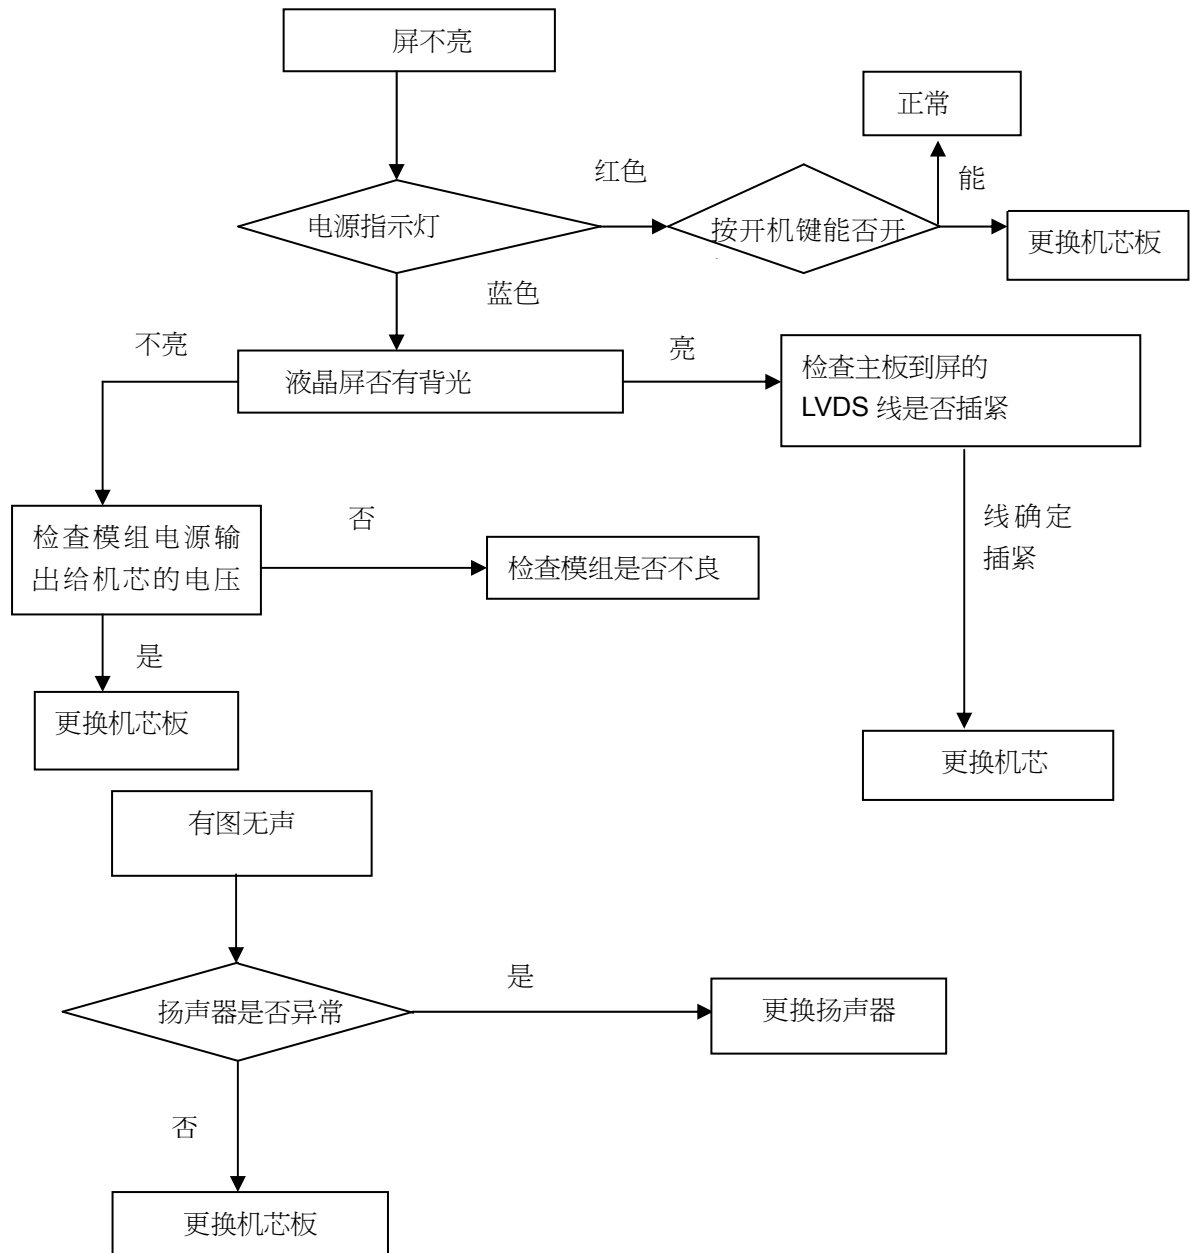 屏不亮
正常
红色
能
电源指示灯
按开机键能否开
更换机芯板
蓝色
不亮
液晶屏否有背光
亮
检查主板到屏的
LVDS 线是否插紧
检查模组电源输
出给机芯的电压
否
检查模组是否不良
线确定
插紧
是
更换机芯板
更换机芯
有图无声
扬声器是否异常
是
更换扬声器
否
更换机芯板